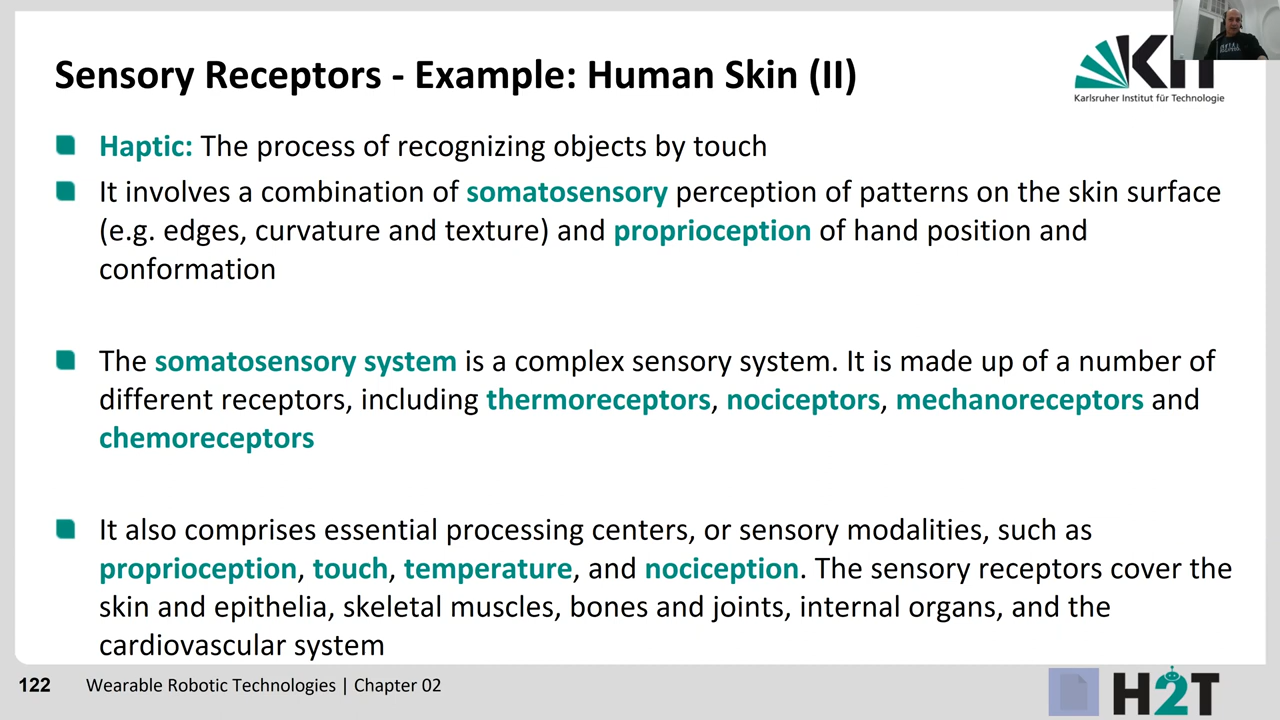 Sensory Receptors - Example: Human Skin (II)
KIT
Karlsruher Institut für Technologie
Haptic: The process of recognizing objects by touch
It involves a combination of somatosensory perception of patterns on the skin surface
(e.g. edges, curvature and texture) and proprioception of hand position and
conformation
The somatosensory system is a complex sensory system. It is made up of a number of
different receptors, including thermoreceptors, nociceptors, mechanoreceptors and
chemoreceptors
It also comprises essential processing centers, or sensory modalities, such as
proprioception, touch, temperature, and nociception. The sensory receptors cover the
skin and epithelia, skeletal muscles, bones and joints, internal organs, and the
cardiovascular system
122 Wearable Robotic Technologies | Chapter 02
H2T